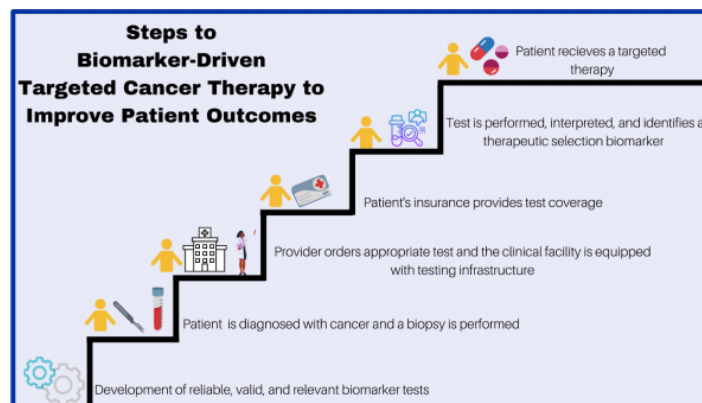 Steps to
Biomarker-Driven
Targeted Cancer Therapy to
Improve Patient Outcomes
Patient recieves a targeted
therapy
Test is performed, interpreted, and identifies a
therapeutic selection biomarker
Patient's insurance provides test coverage
Provider orders appropriate test and the clinical facility is equipped
with testing infrastructure
Patient is diagnosed with cancer and a biopsy is performed
Development of reliable, valid, and relevant biomarker tests